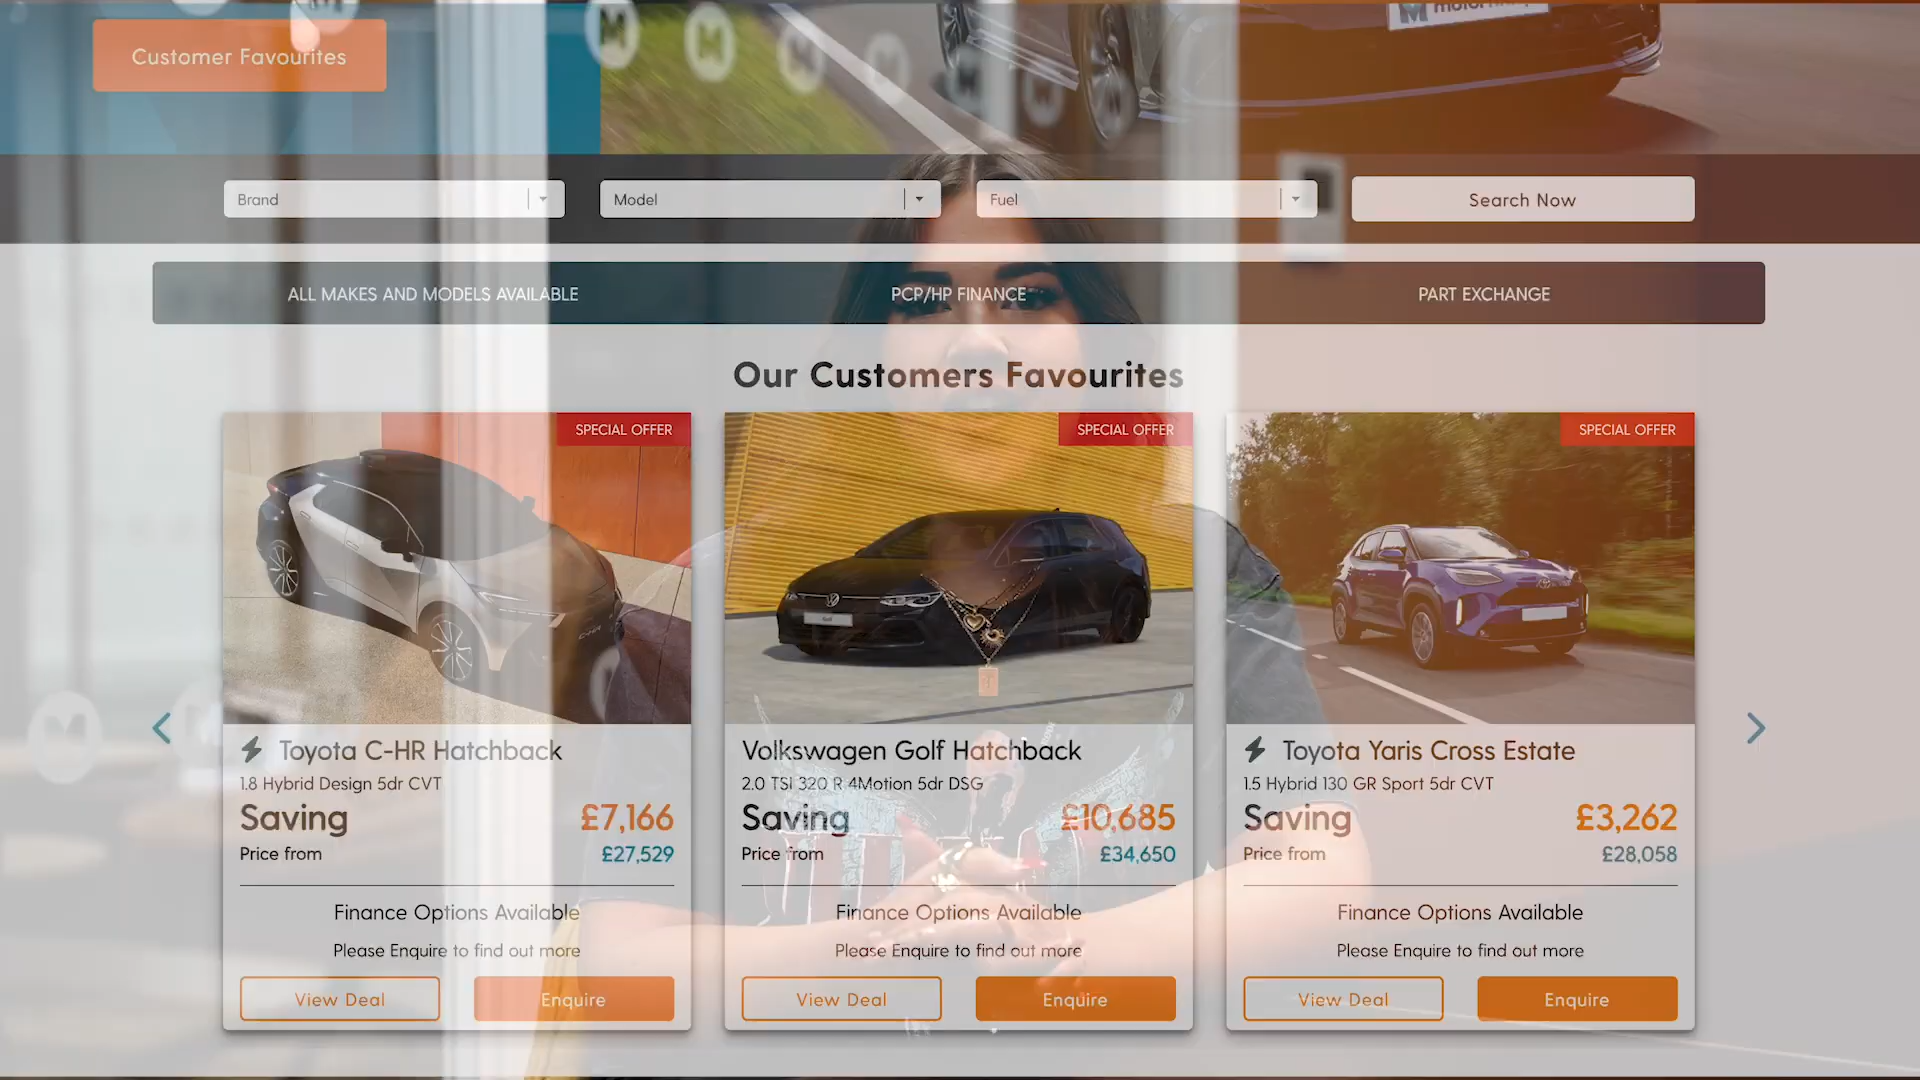 Customer Favourites
Brand
Model
Fuel
Search Now
ALL MAKES AND MODELS AVAILABLE
PCP/HP FINANCE
PART EXCHANGE
Our Customers Favourites
SPECIAL OFFER
SPECIAL OFFER
SPECIAL OFFER
Toyota C-HR Hatchback
1.8 Hybrid Design 5dr CVT
Saving £7,166
Price from £27,529
Finance Options Available
Please Enquire to find out more
View Deal
Enquire
Volkswagen Golf Hatchback
2.0 TSI 320 R 4Motion 5dr DSG
Saving £10,685
Price from £34,650
Finance Options Available
Please Enquire to find out more
View Deal
Enquire
Toyota Yaris Cross Estate
1.5 Hybrid 130 GR Sport 5dr CVT
Saving £3,262
Price from £28,058
Finance Options Available
Please Enquire to find out more
View Deal
Enquire